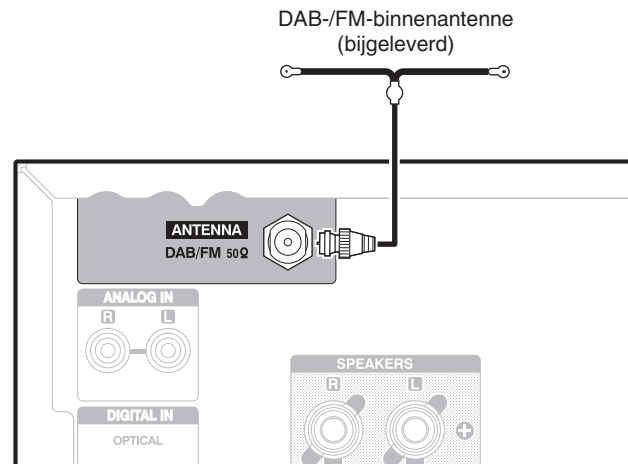 DAB-/FM-binnenantenne
(bijgeleverd)
ANTENNA
DAB/FM 50Ω
ANALOG IN
R L
SPEAKERS
R L
DIGITAL IN
OPTICAL